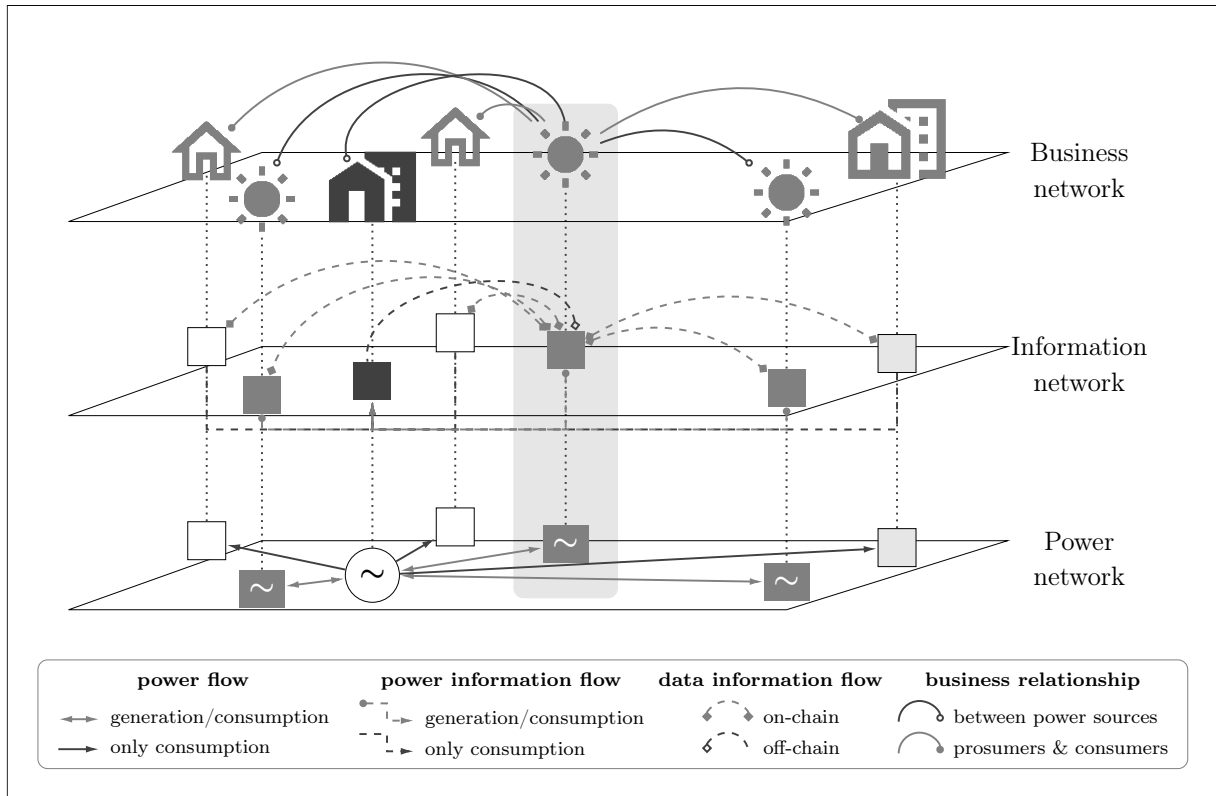 Business
network
Information
network
~
~
~
~
Power
network
power flow
generation/consumption
only consumption
power information flow
generation/consumption
only consumption
data information flow
on-chain
off-chain
business relationship
between power sources
prosumers & consumers